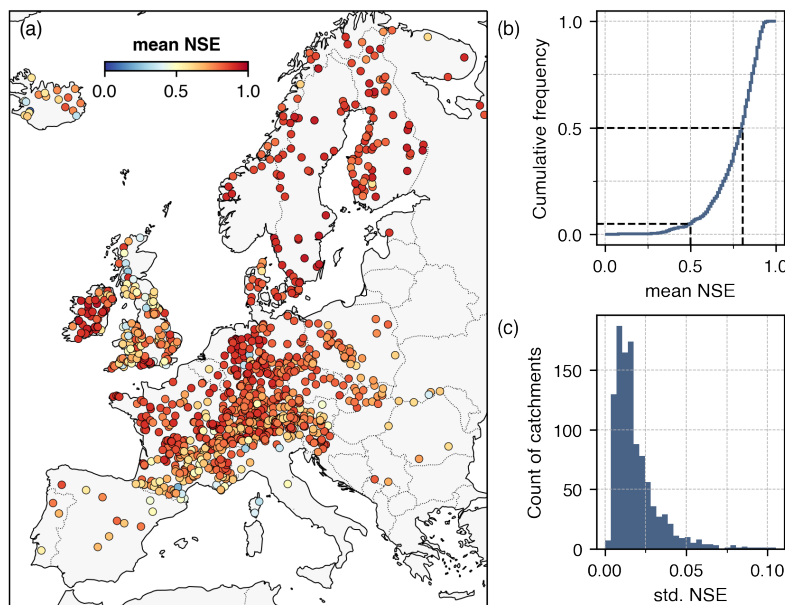 (a)
mean NSE
0.0 0.5 1.0
(b)
Cumulative frequency
1.0
0.5
0.0
0.0 0.5 1.0
mean NSE
(c)
Count of catchments
150
100
50
0
0.00 0.05 0.10
std. NSE